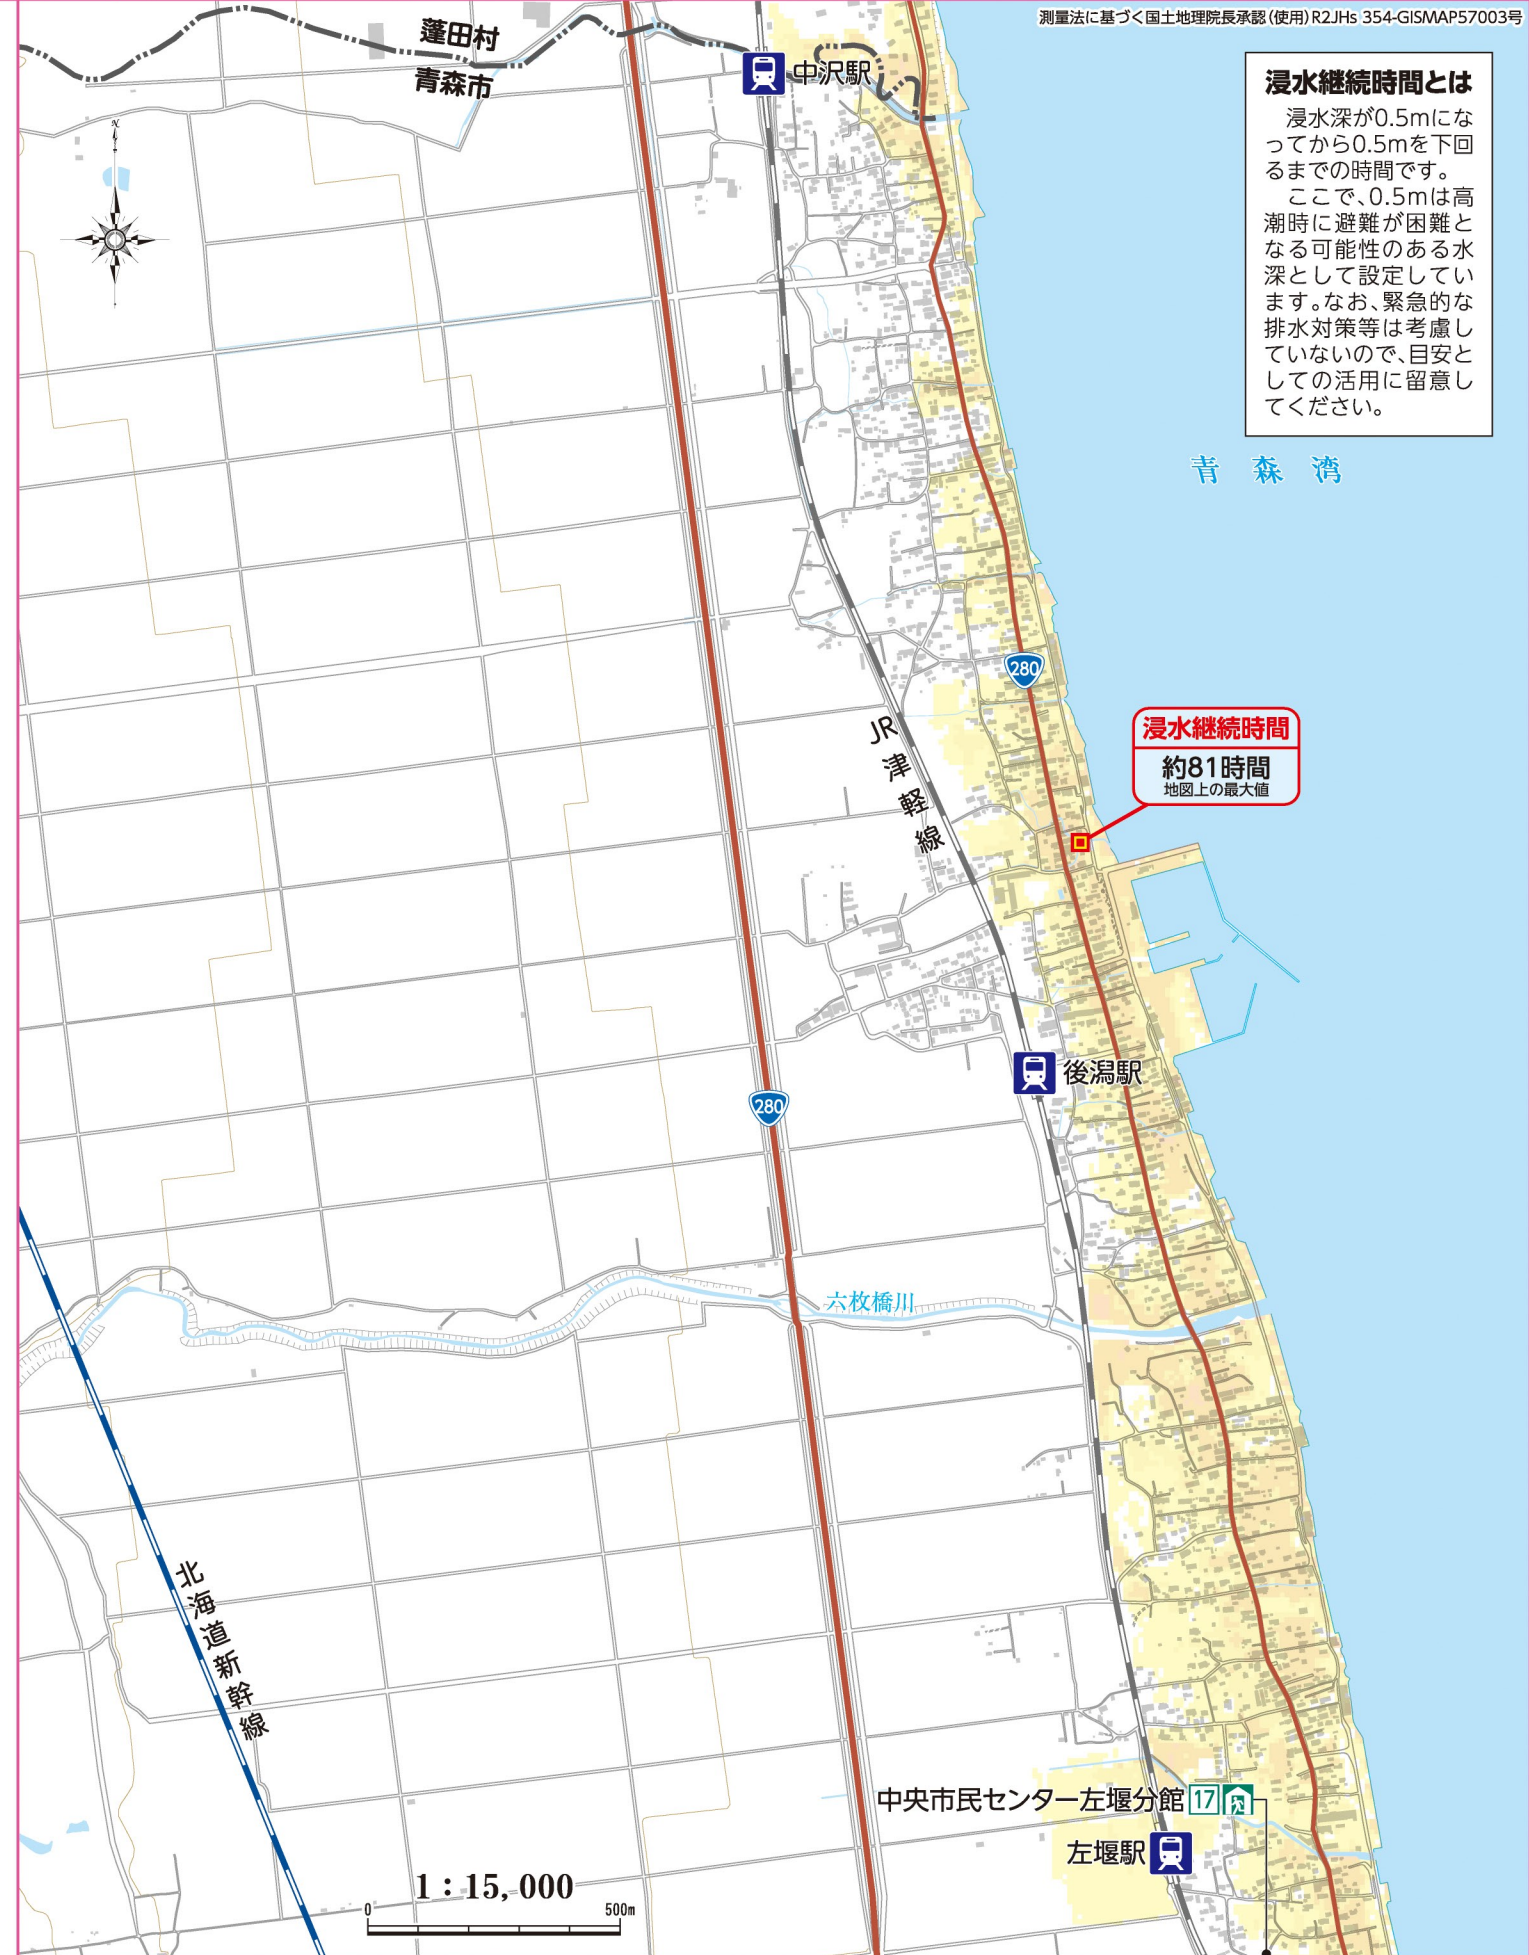 測量法に基づく国土地理院長承認(使用)R2JHs 354-GISMAP57003号
蓬田村
青森市
中沢駅
N
浸水継続時間とは
浸水深が0.5mにな
ってから0.5mを下回
るまでの時間です。
ここで、0.5mは高
潮時に避難が困難と
なる可能性のある水
深として設定してい
ます。なお、緊急的な
排水対策等は考慮し
ていないので、目安と
しての活用に留意し
てください。
青森湾
280
浸水継続時間
約81時間
地図上の最大値
JR津軽線
後潟駅
280
六枚橋川
北海道新幹線
中央市民センター左堰分館 17
左堰駅
1:15,000
0 500m